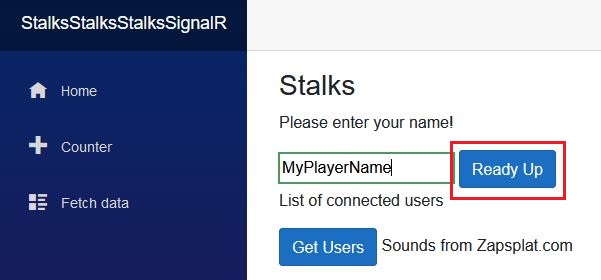 StalksStalksStalksSignalR
Home
Counter
Fetch data
Stalks
Please enter your name!
MyPlayerName
Ready Up
List of connected users
Get Users
Sounds from Zapsplat.com